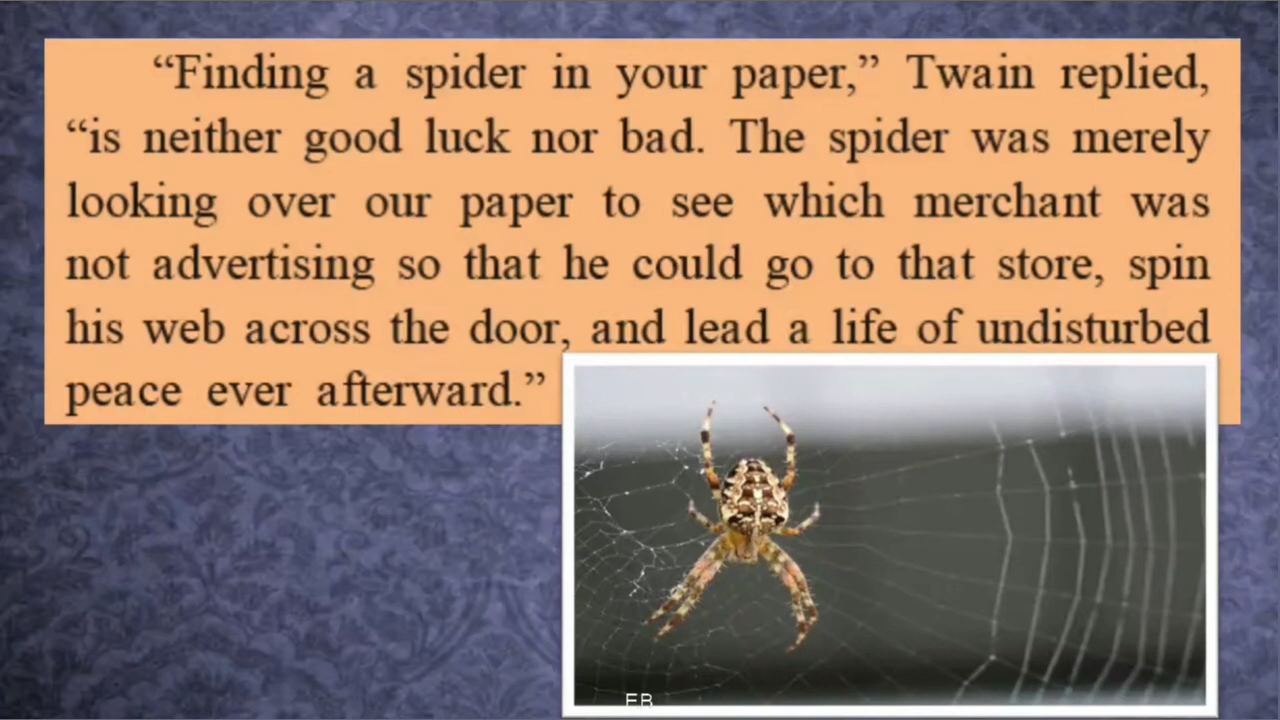 “Finding a spider in your paper,” Twain replied,
“is neither good luck nor bad. The spider was merely
looking over our paper to see which merchant was
not advertising so that he could go to that store, spin
his web across the door, and lead a life of undisturbed
peace ever afterward.”
EB